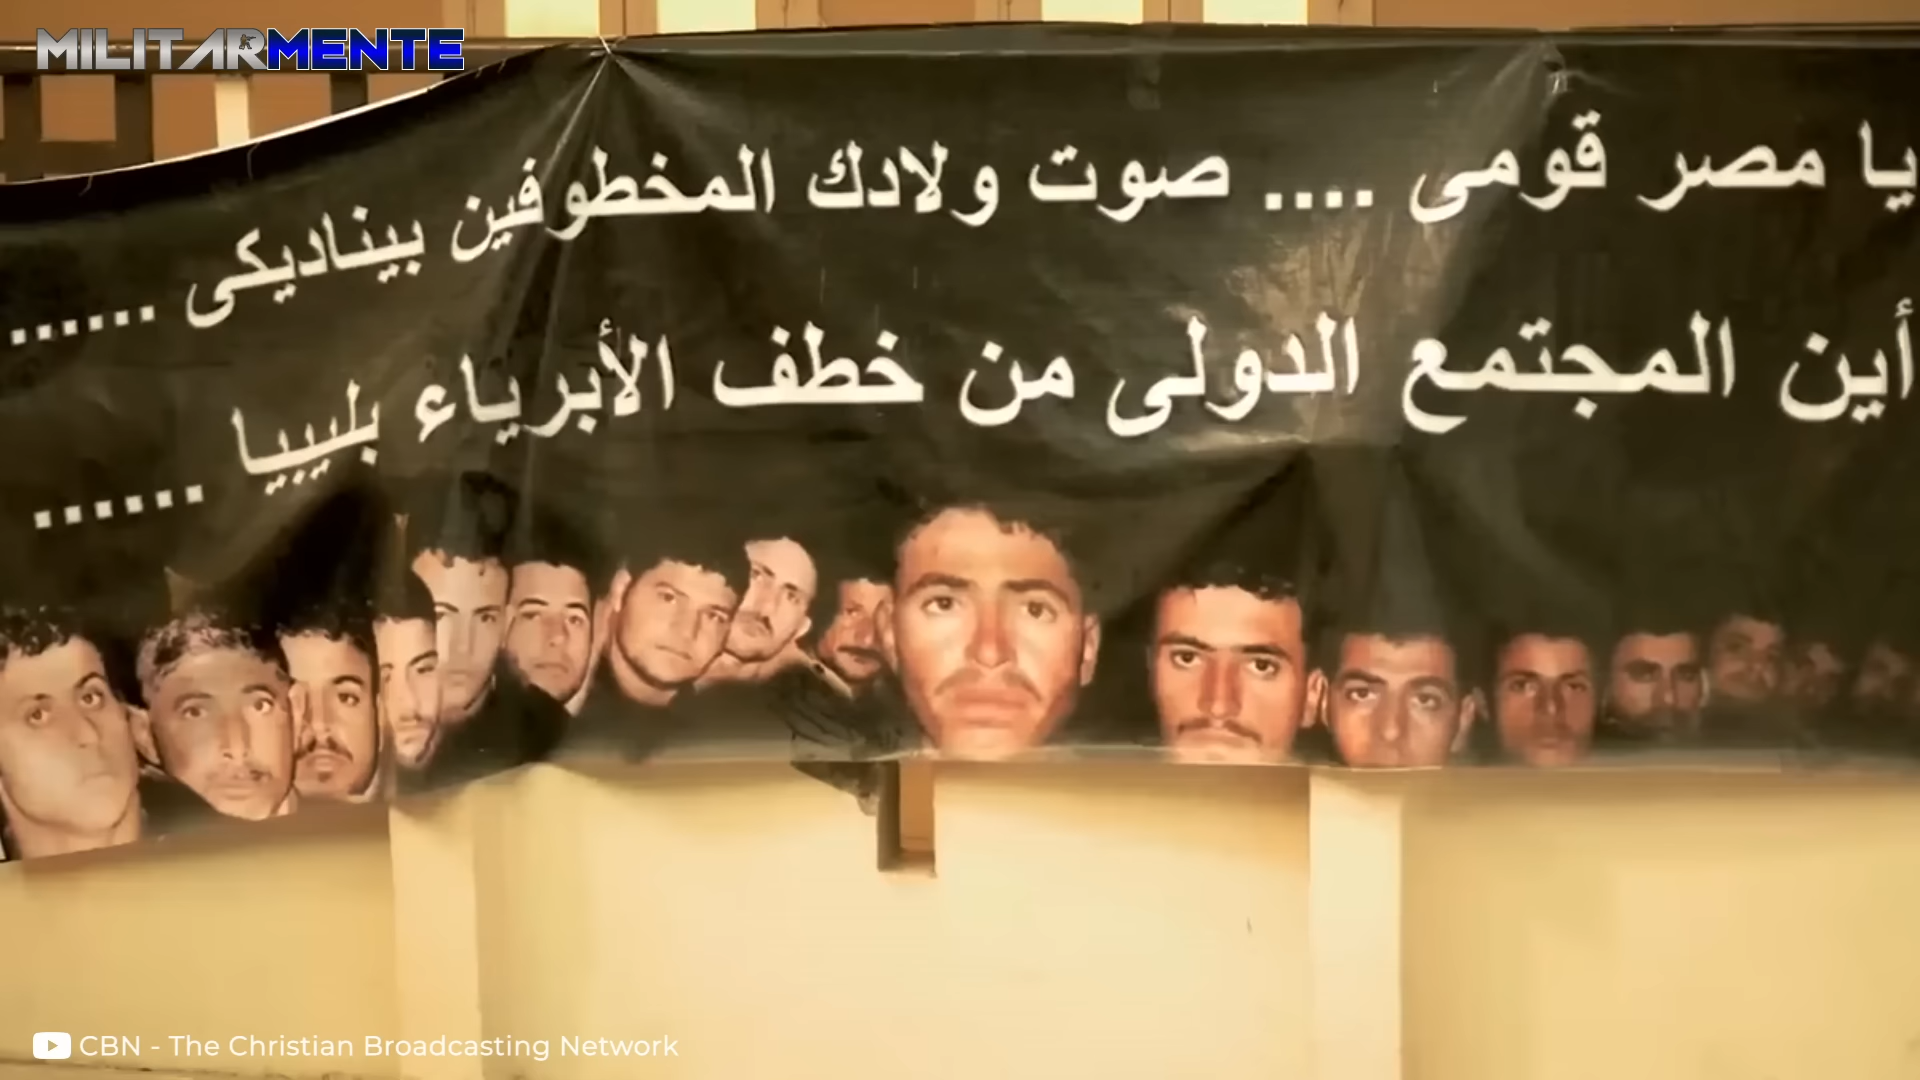 MILITARMENTE
يا مصر قومى .... صوت ولادك المخطوفين بيناديكى ......
أين المجتمع الدولى من خطف الأبرياء بليبيا ......
CBN - The Christian Broadcasting Network